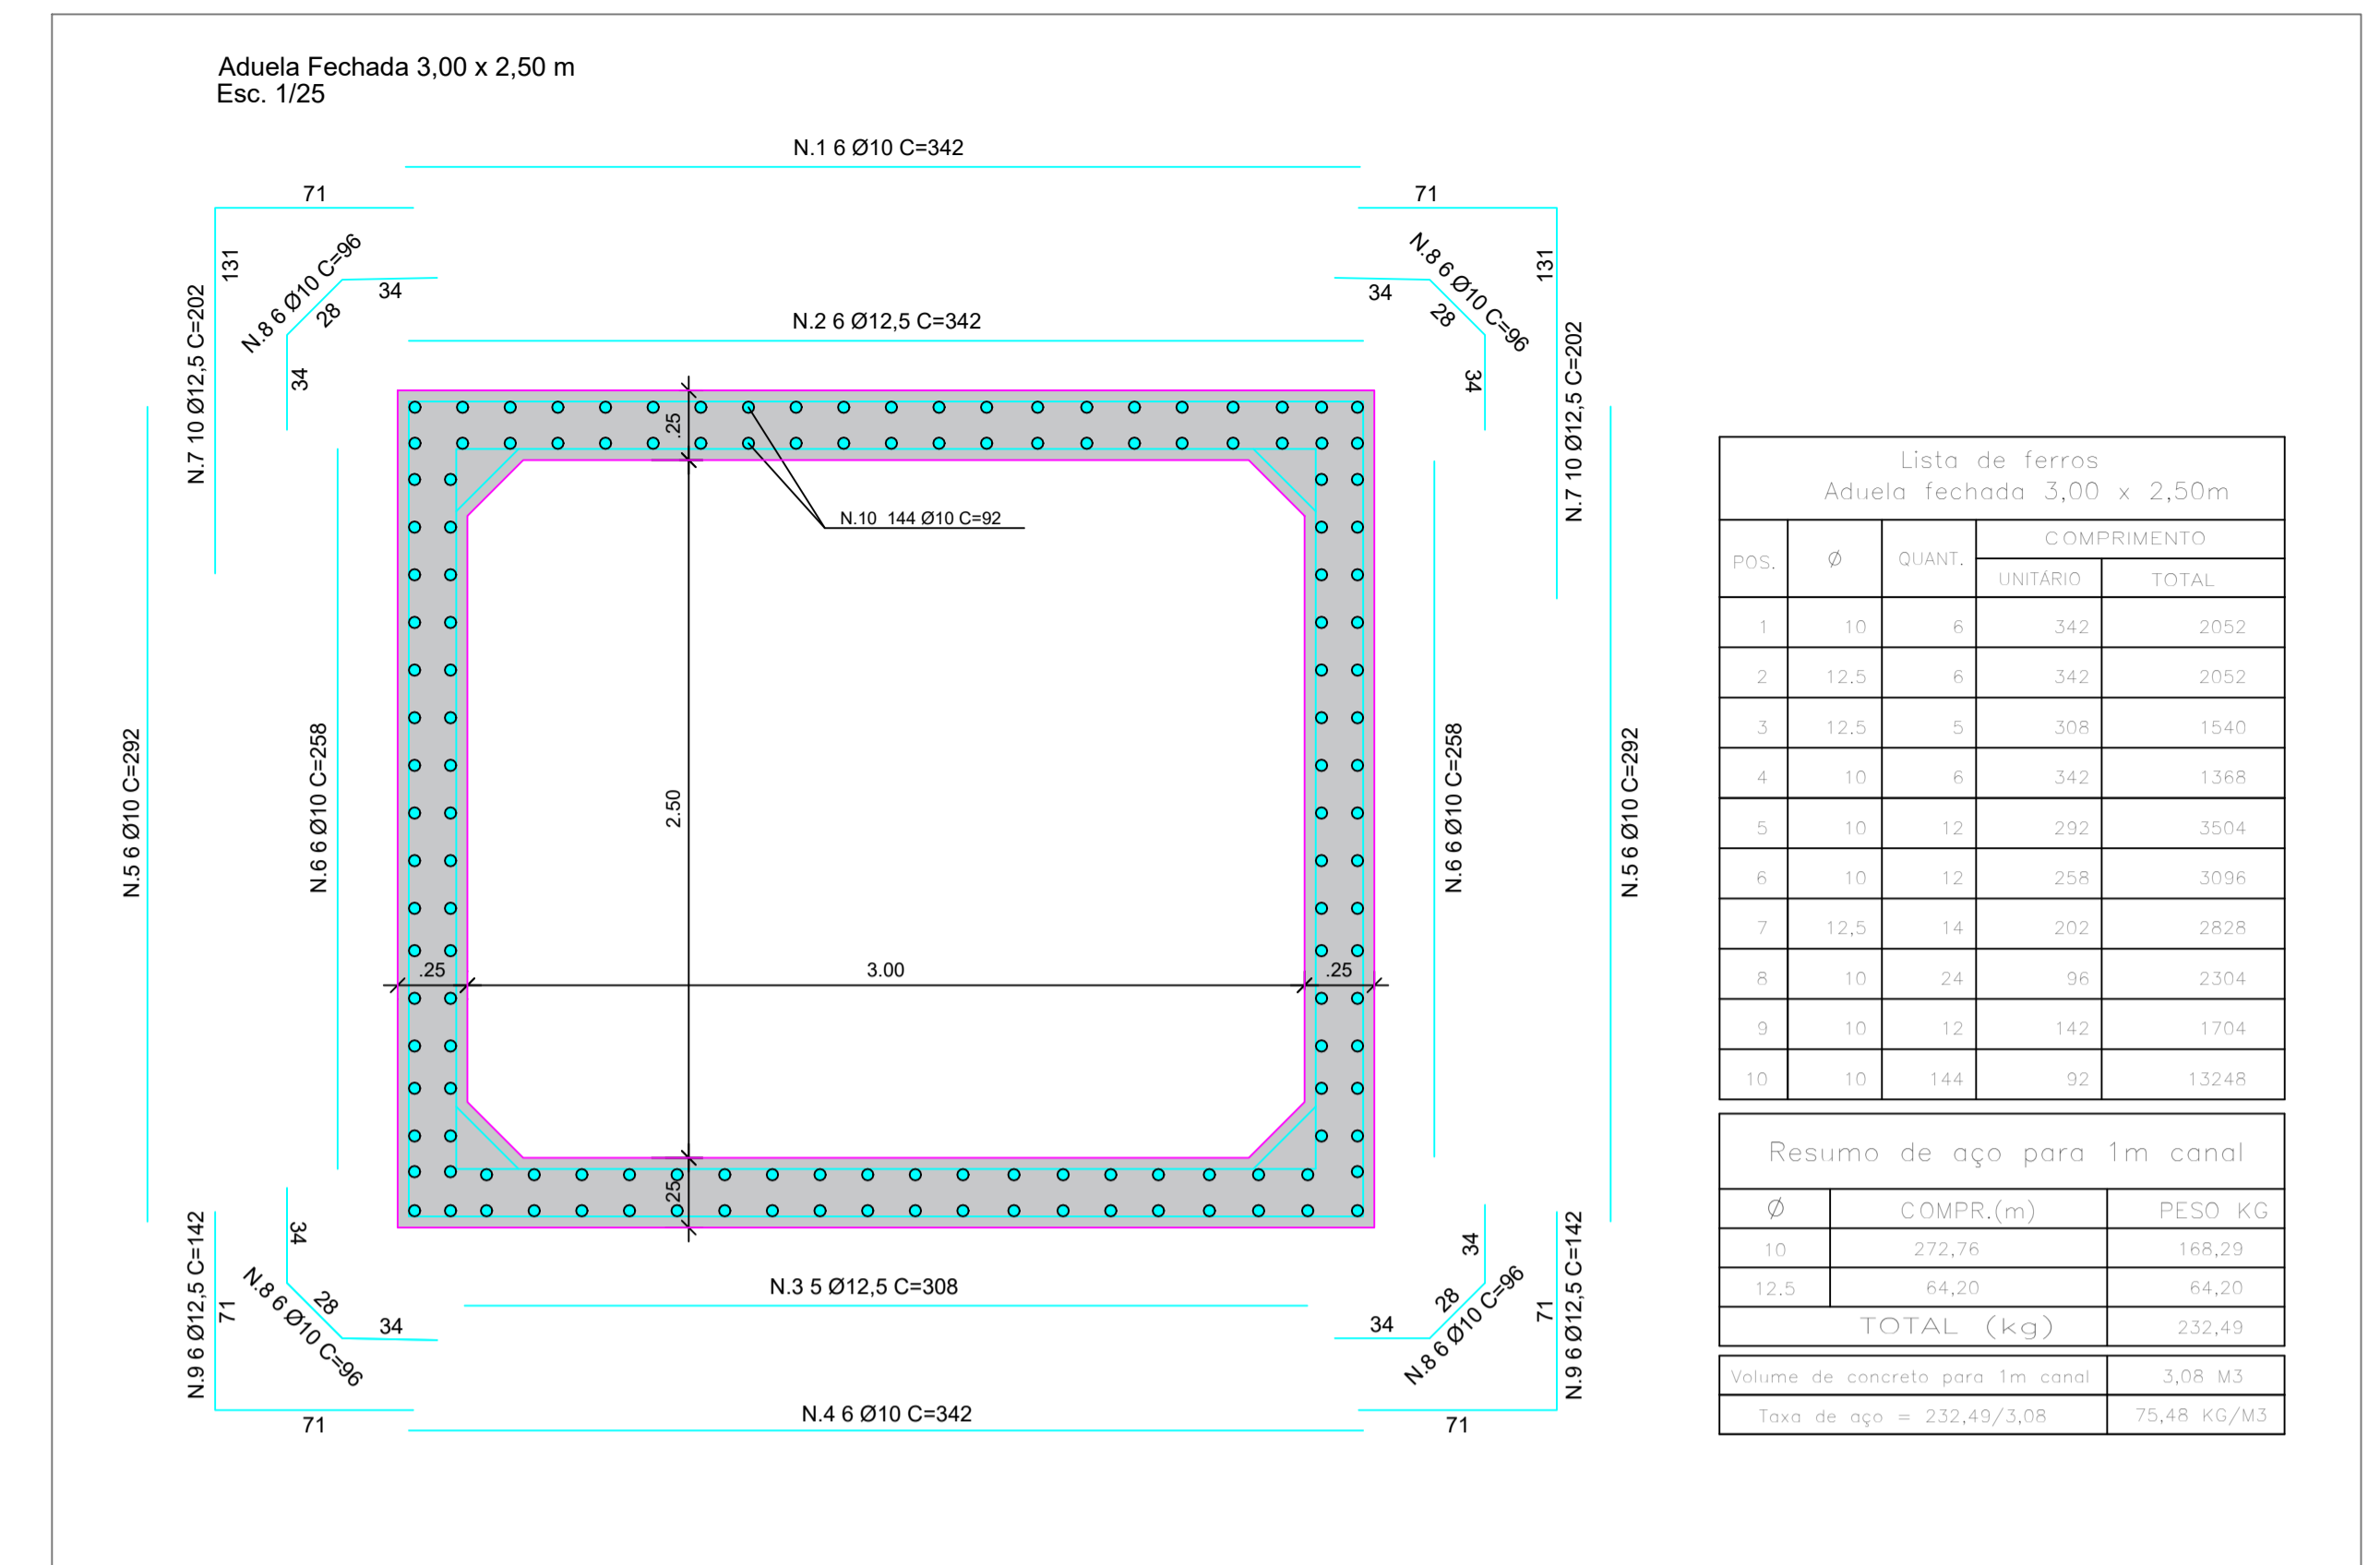 Aduela Fechada 3,00 x 2,50 m
Esc. 1/25
N.1 6 Ø10 C=342
71
71
131
131
N.8 6 Ø10 C=96
34
28
34
N.8 6 Ø10 C=96
34
28
34
N.7 10 Ø12,5 C=202
N.7 10 Ø12,5 C=202
N.2 6 Ø12,5 C=342
.25
N.10 144 Ø10 C=92
N.5 6 Ø10 C=292
N.6 6 Ø10 C=258
2.50
N.6 6 Ø10 C=258
N.5 6 Ø10 C=292
.25
3.00
.25
.25
N.9 6 Ø12,5 C=142
71
34
28
34
N.8 6 Ø10 C=96
71
N.3 5 Ø12,5 C=308
N.4 6 Ø10 C=342
34
28
34
N.8 6 Ø10 C=96
71
N.9 6 Ø12,5 C=142
71
Lista de ferros
Aduela fechada 3,00 x 2,50m
POS. Ø QUANT. COMPRIMENTO
UNITÁRIO TOTAL
1 10 6 342 2052
2 12.5 6 342 2052
3 12.5 5 308 1540
4 10 6 342 1368
5 10 12 292 3504
6 10 12 258 3096
7 12,5 14 202 2828
8 10 24 96 2304
9 10 12 142 1704
10 10 144 92 13248
Resumo de aço para 1m canal
Ø COMPR.(m) PESO KG
10 272,76 168,29
12.5 64,20 64,20
TOTAL (kg) 232,49
Volume de concreto para 1m canal 3,08 M3
Taxa de aço = 232,49/3,08 75,48 KG/M3